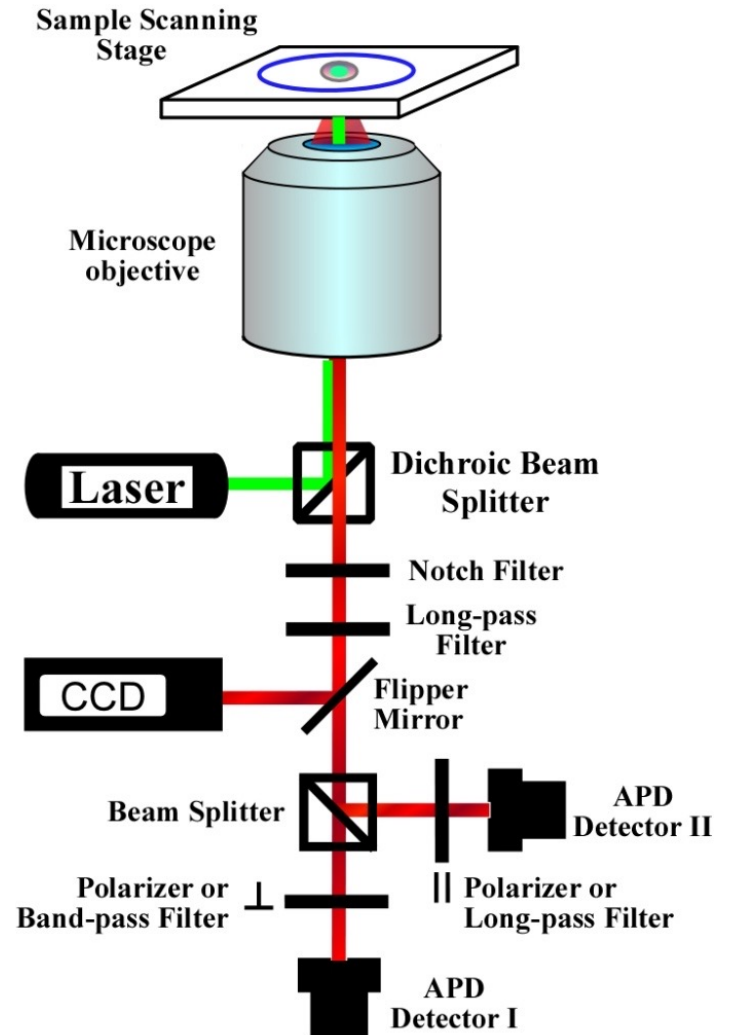 Sample Scanning
Stage
Microscope
objective
Laser
Dichroic Beam
Splitter
Notch Filter
Long-pass
Filter
CCD
Flipper
Mirror
Beam Splitter
APD
Detector II
Polarizer or
Band-pass Filter
⊥
|| Polarizer or
Long-pass Filter
APD
Detector I